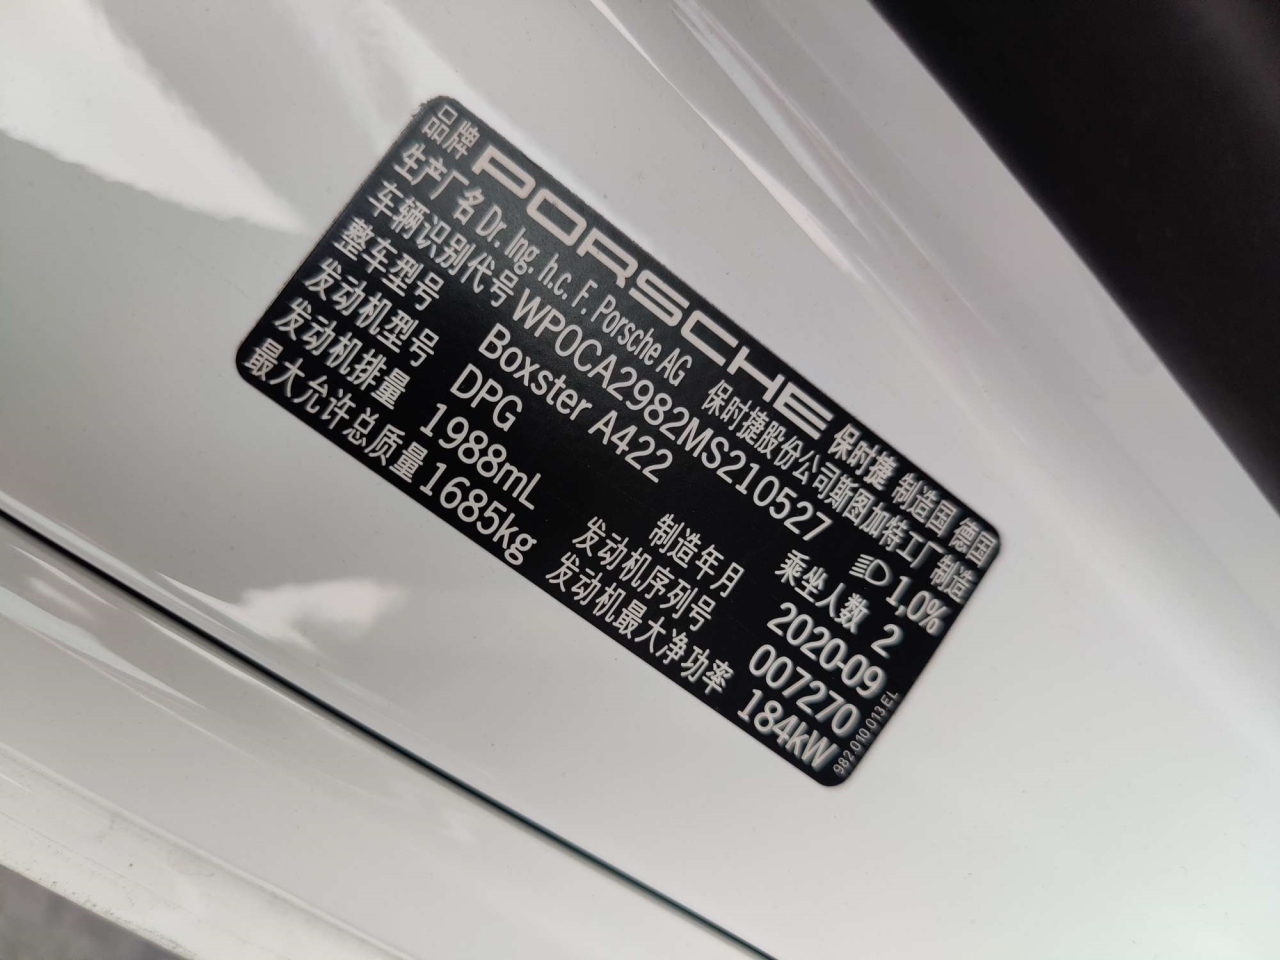 品牌 PORSCHE 保时捷 制造国 德国
生产厂名 Dr. Ing. h.c. F. Porsche AG 保时捷股份公司斯图加特工厂制造
车辆识别代号 WP0CA2982MS210527 1,0%
整车型号 Boxster A422 乘坐人数 2
发动机型号 DPG 制造年月 2020-09
发动机排量 1988mL 发动机序列号 007270
最大允许总质量 1685kg 发动机最大净功率 184kW
982.010.013 EL